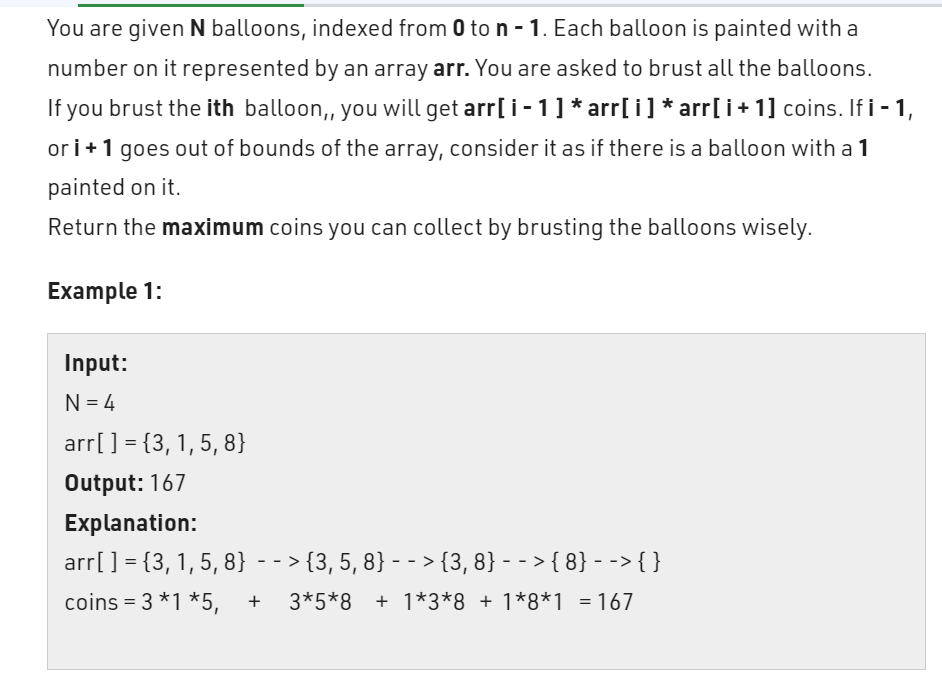 You are given N balloons, indexed from 0 to n - 1. Each balloon is painted with a
number on it represented by an array arr. You are asked to brust all the balloons.
If you brust the ith balloon,, you will get arr[ i - 1 ] * arr[ i ] * arr[ i + 1] coins. If i - 1,
or i + 1 goes out of bounds of the array, consider it as if there is a balloon with a 1
painted on it.
Return the maximum coins you can collect by brusting the balloons wisely.
Example 1:
Input:
N = 4
arr[ ] = {3, 1, 5, 8}
Output: 167
Explanation:
arr[ ] = {3, 1, 5, 8} - - > {3, 5, 8} - - > {3, 8} - - > { 8} - -> { }
coins = 3 *1 *5, + 3*5*8 + 1*3*8 + 1*8*1 = 167